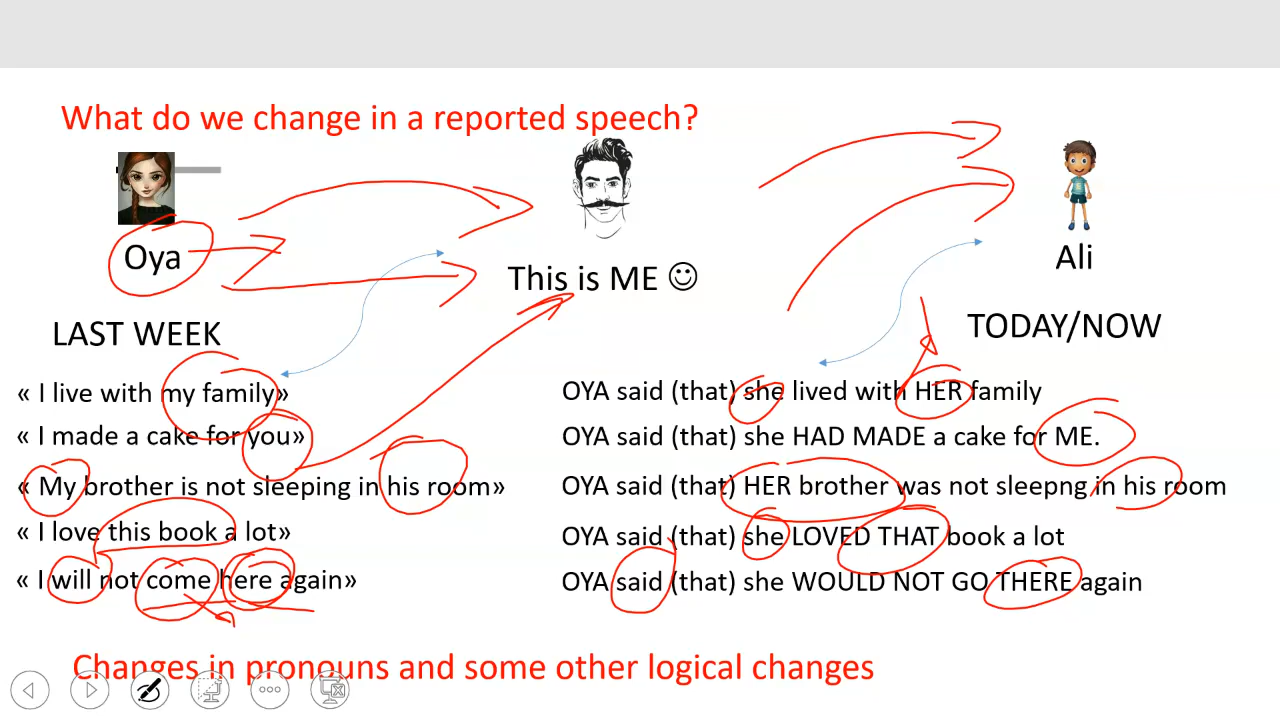 What do we change in a reported speech?
Oya
This is ME ☺
Ali
LAST WEEK
TODAY/NOW
« I live with my family»
« I made a cake for you»
« My brother is not sleeping in his room»
« I love this book a lot»
« I will not come here again»
OYA said (that) she lived with HER family
OYA said (that) she HAD MADE a cake for ME.
OYA said (that) HER brother was not sleepng in his room
OYA said (that) she LOVED THAT book a lot
OYA said (that) she WOULD NOT GO THERE again
Changes in pronouns and some other logical changes